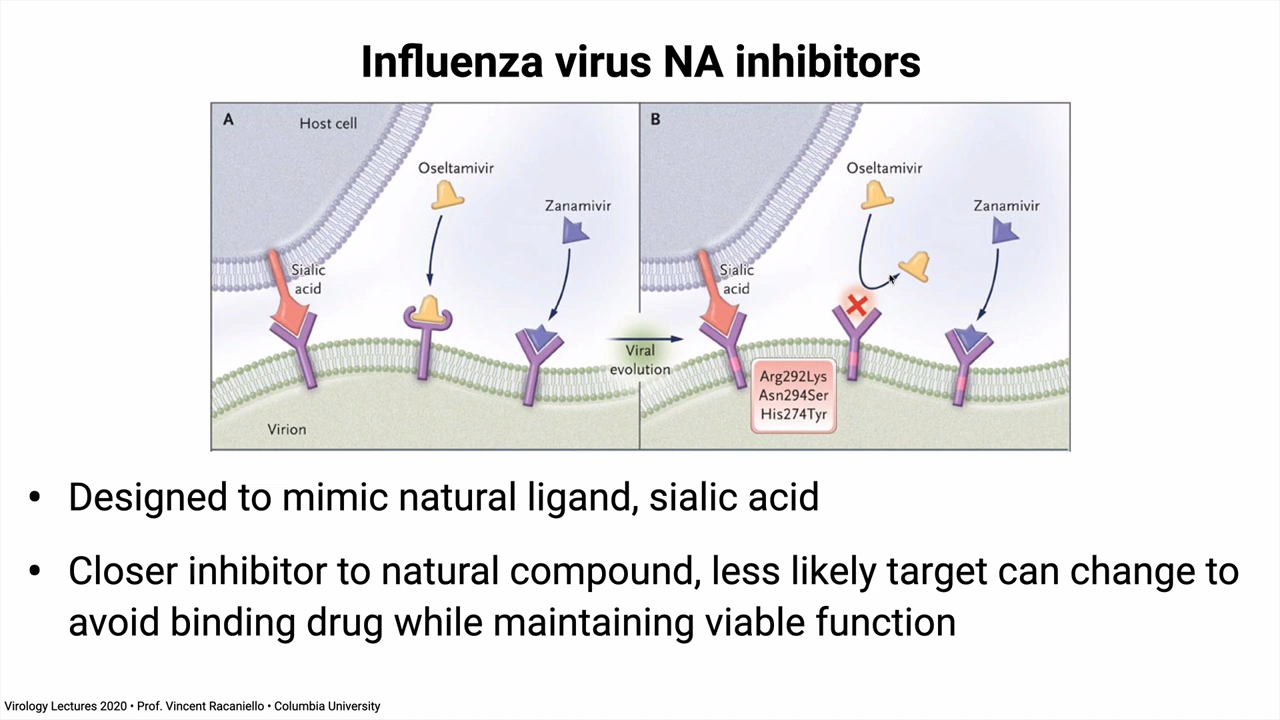 Influenza virus NA inhibitors
A
Host cell
Oseltamivir
Zanamivir
Sialic
acid
Virion
Viral
evolution
B
Oseltamivir
Zanamivir
Sialic
acid
Arg292Lys
Asn294Ser
His274Tyr
• Designed to mimic natural ligand, sialic acid
• Closer inhibitor to natural compound, less likely target can change to
avoid binding drug while maintaining viable function
Virology Lectures 2020 • Prof. Vincent Racaniello • Columbia University